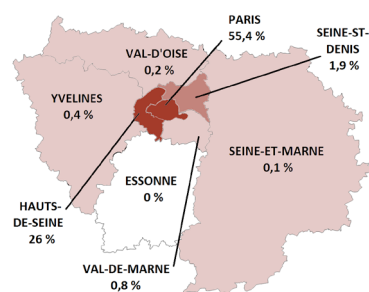 PARIS
55,4 %
SEINE-ST-
DENIS
1,9 %
VAL-D'OISE
0,2 %
YVELINES
0,4 %
SEINE-ET-MARNE
0,1 %
ESSONNE
0 %
HAUTS-
DE-SEINE
26 %
VAL-DE-MARNE
0,8 %